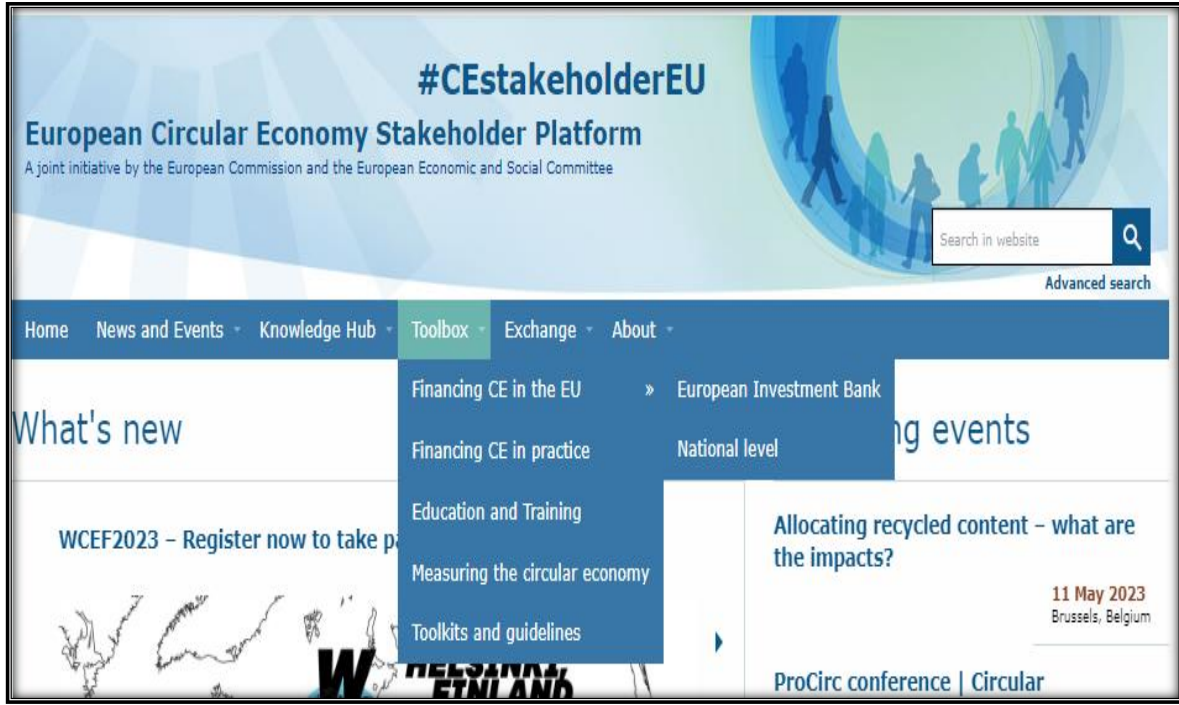 #CEstakeholderEU
European Circular Economy Stakeholder Platform
A joint initiative by the European Commission and the European Economic and Social Committee
Search in website
Advanced search
Home News and Events Knowledge Hub Toolbox Exchange About
Financing CE in the EU » European Investment Bank
Financing CE in practice National level
Education and Training
Measuring the circular economy
Toolkits and guidelines
What's new
events
WCEF2023 – Register now to take
W
HELSINKI,
FINLAND
Allocating recycled content – what are
the impacts?
11 May 2023
Brussels, Belgium
ProCirc conference | Circular